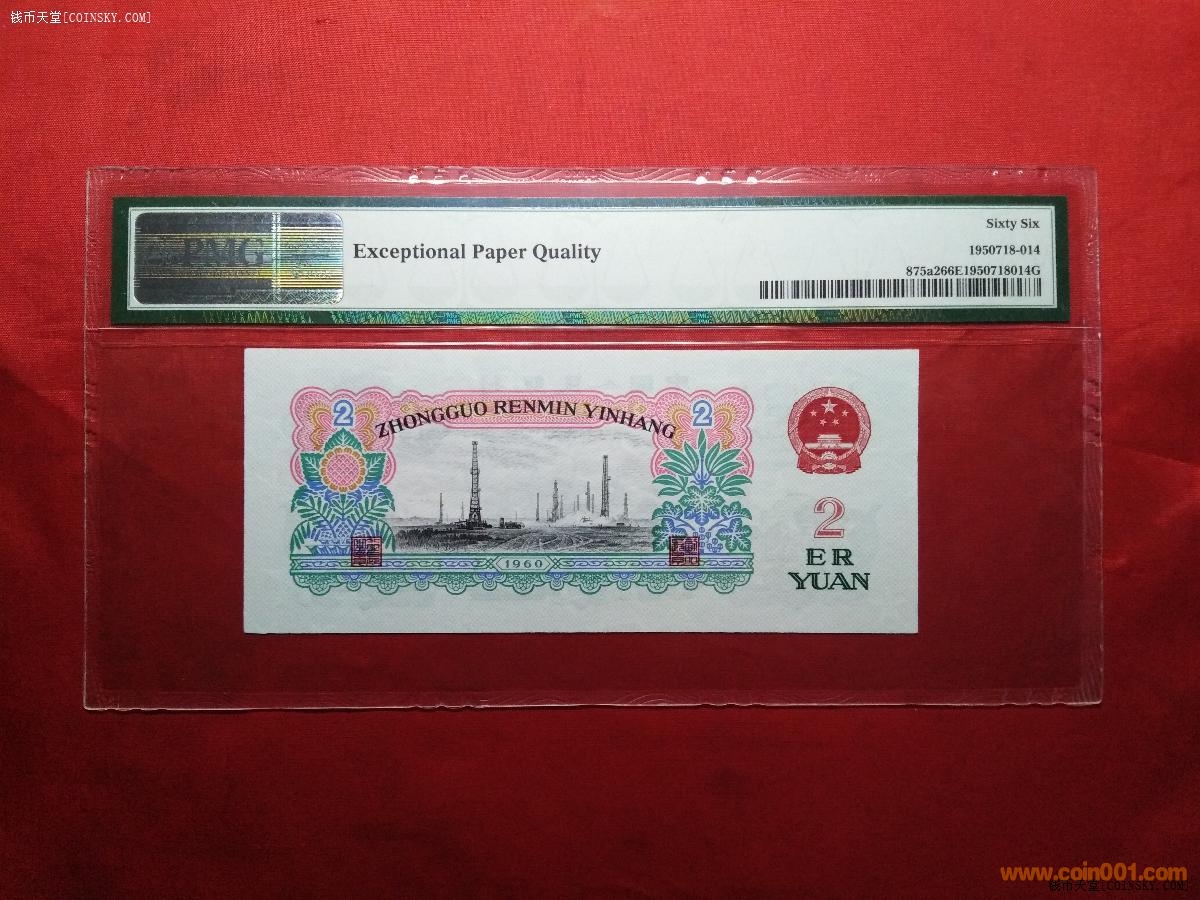 钱币天堂[COINSKY.COM]
PMG
Exceptional Paper Quality
Sixty Six
1950718-014
875a266E1950718014G
ZHONGGUO RENMIN YINHANG
2
2
2
ER
YUAN
1960
www.coin001.com
钱币天堂[COINSKY.COM]